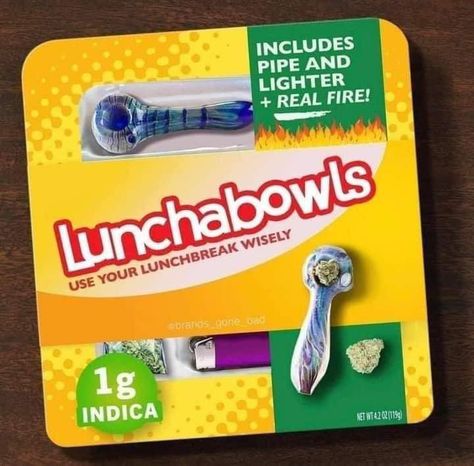 INCLUDES
PIPE AND
LIGHTER
+ REAL FIRE!
Lunchabowls
USE YOUR LUNCHBREAK WISELY
@brands_gone_bad
1g
INDICA
NET WT 4.2 OZ (119g)